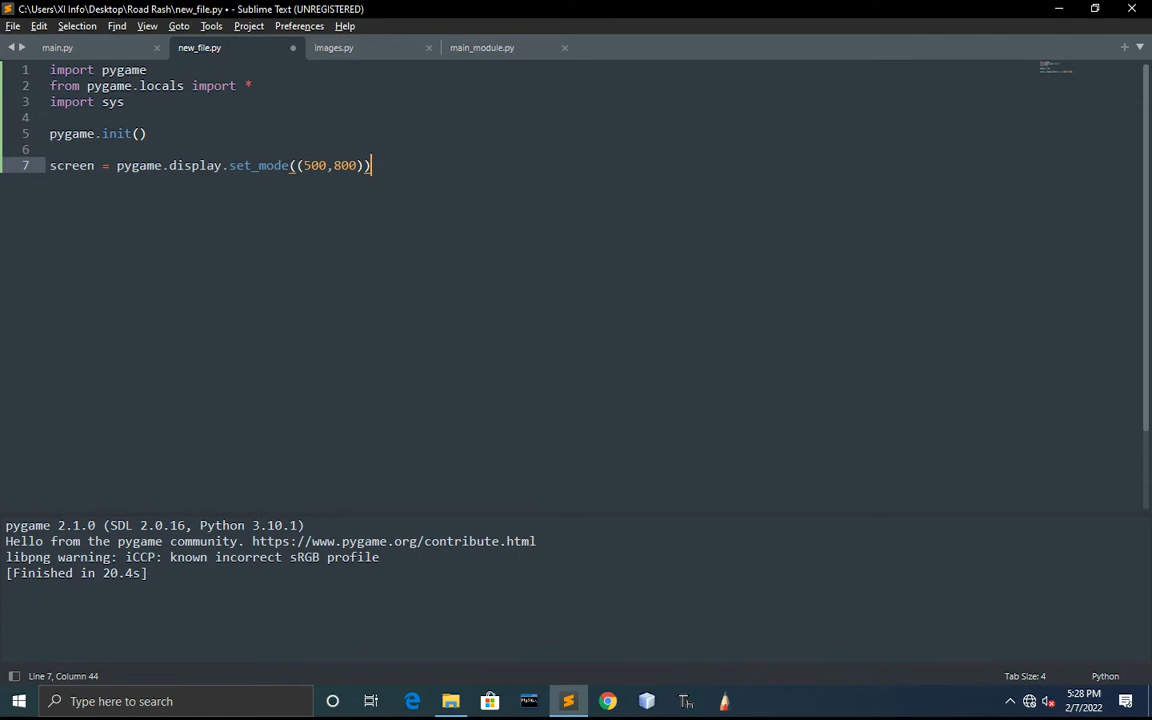 C:\Users\XI Info\Desktop\Road Rash\new_file.py • - Sublime Text (UNREGISTERED)
File Edit Selection Find View Goto Tools Project Preferences Help
main.py new_file.py images.py main_module.py
1 import pygame
2 from pygame.locals import *
3 import sys
4
5 pygame.init()
6
7 screen = pygame.display.set_mode((500,800))
pygame 2.1.0 (SDL 2.0.16, Python 3.10.1)
Hello from the pygame community. https://www.pygame.org/contribute.html
libpng warning: iCCP: known incorrect sRGB profile
[Finished in 20.4s]
Line 7, Column 44 Tab Size: 4 Python
Type here to search MySQL Th 5:28 PM
2/7/2022